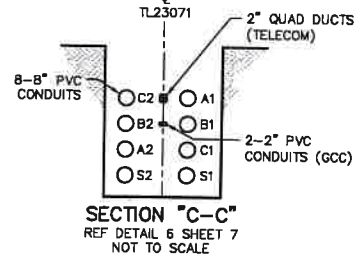 ℄
TL23071
2" QUAD DUCTS
(TELECOM)
8-8" PVC
CONDUITS
C2 A1
B2 B1
A2 C1
S2 S1
2-2" PVC
CONDUITS (GCC)
SECTION "C-C"
REF DETAIL 6 SHEET 7
NOT TO SCALE